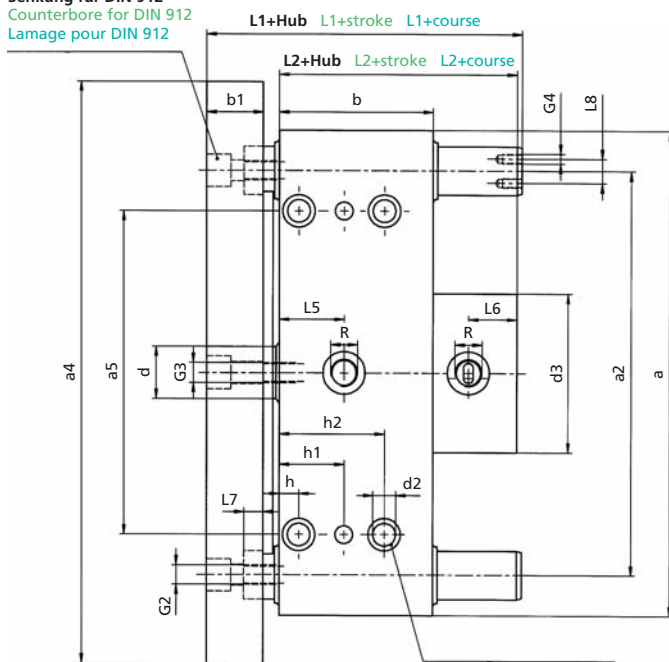 Senkung für DIN 912
Counterbore for DIN 912
Lamage pour DIN 912
L1+Hub L1+stroke L1+course
L2+Hub L2+stroke L2+course
b1
b
G4
L8
L5
L6
R
R
a4
a5
d
G3
d3
a2
a
h2
h1
h
d2
L7
G2